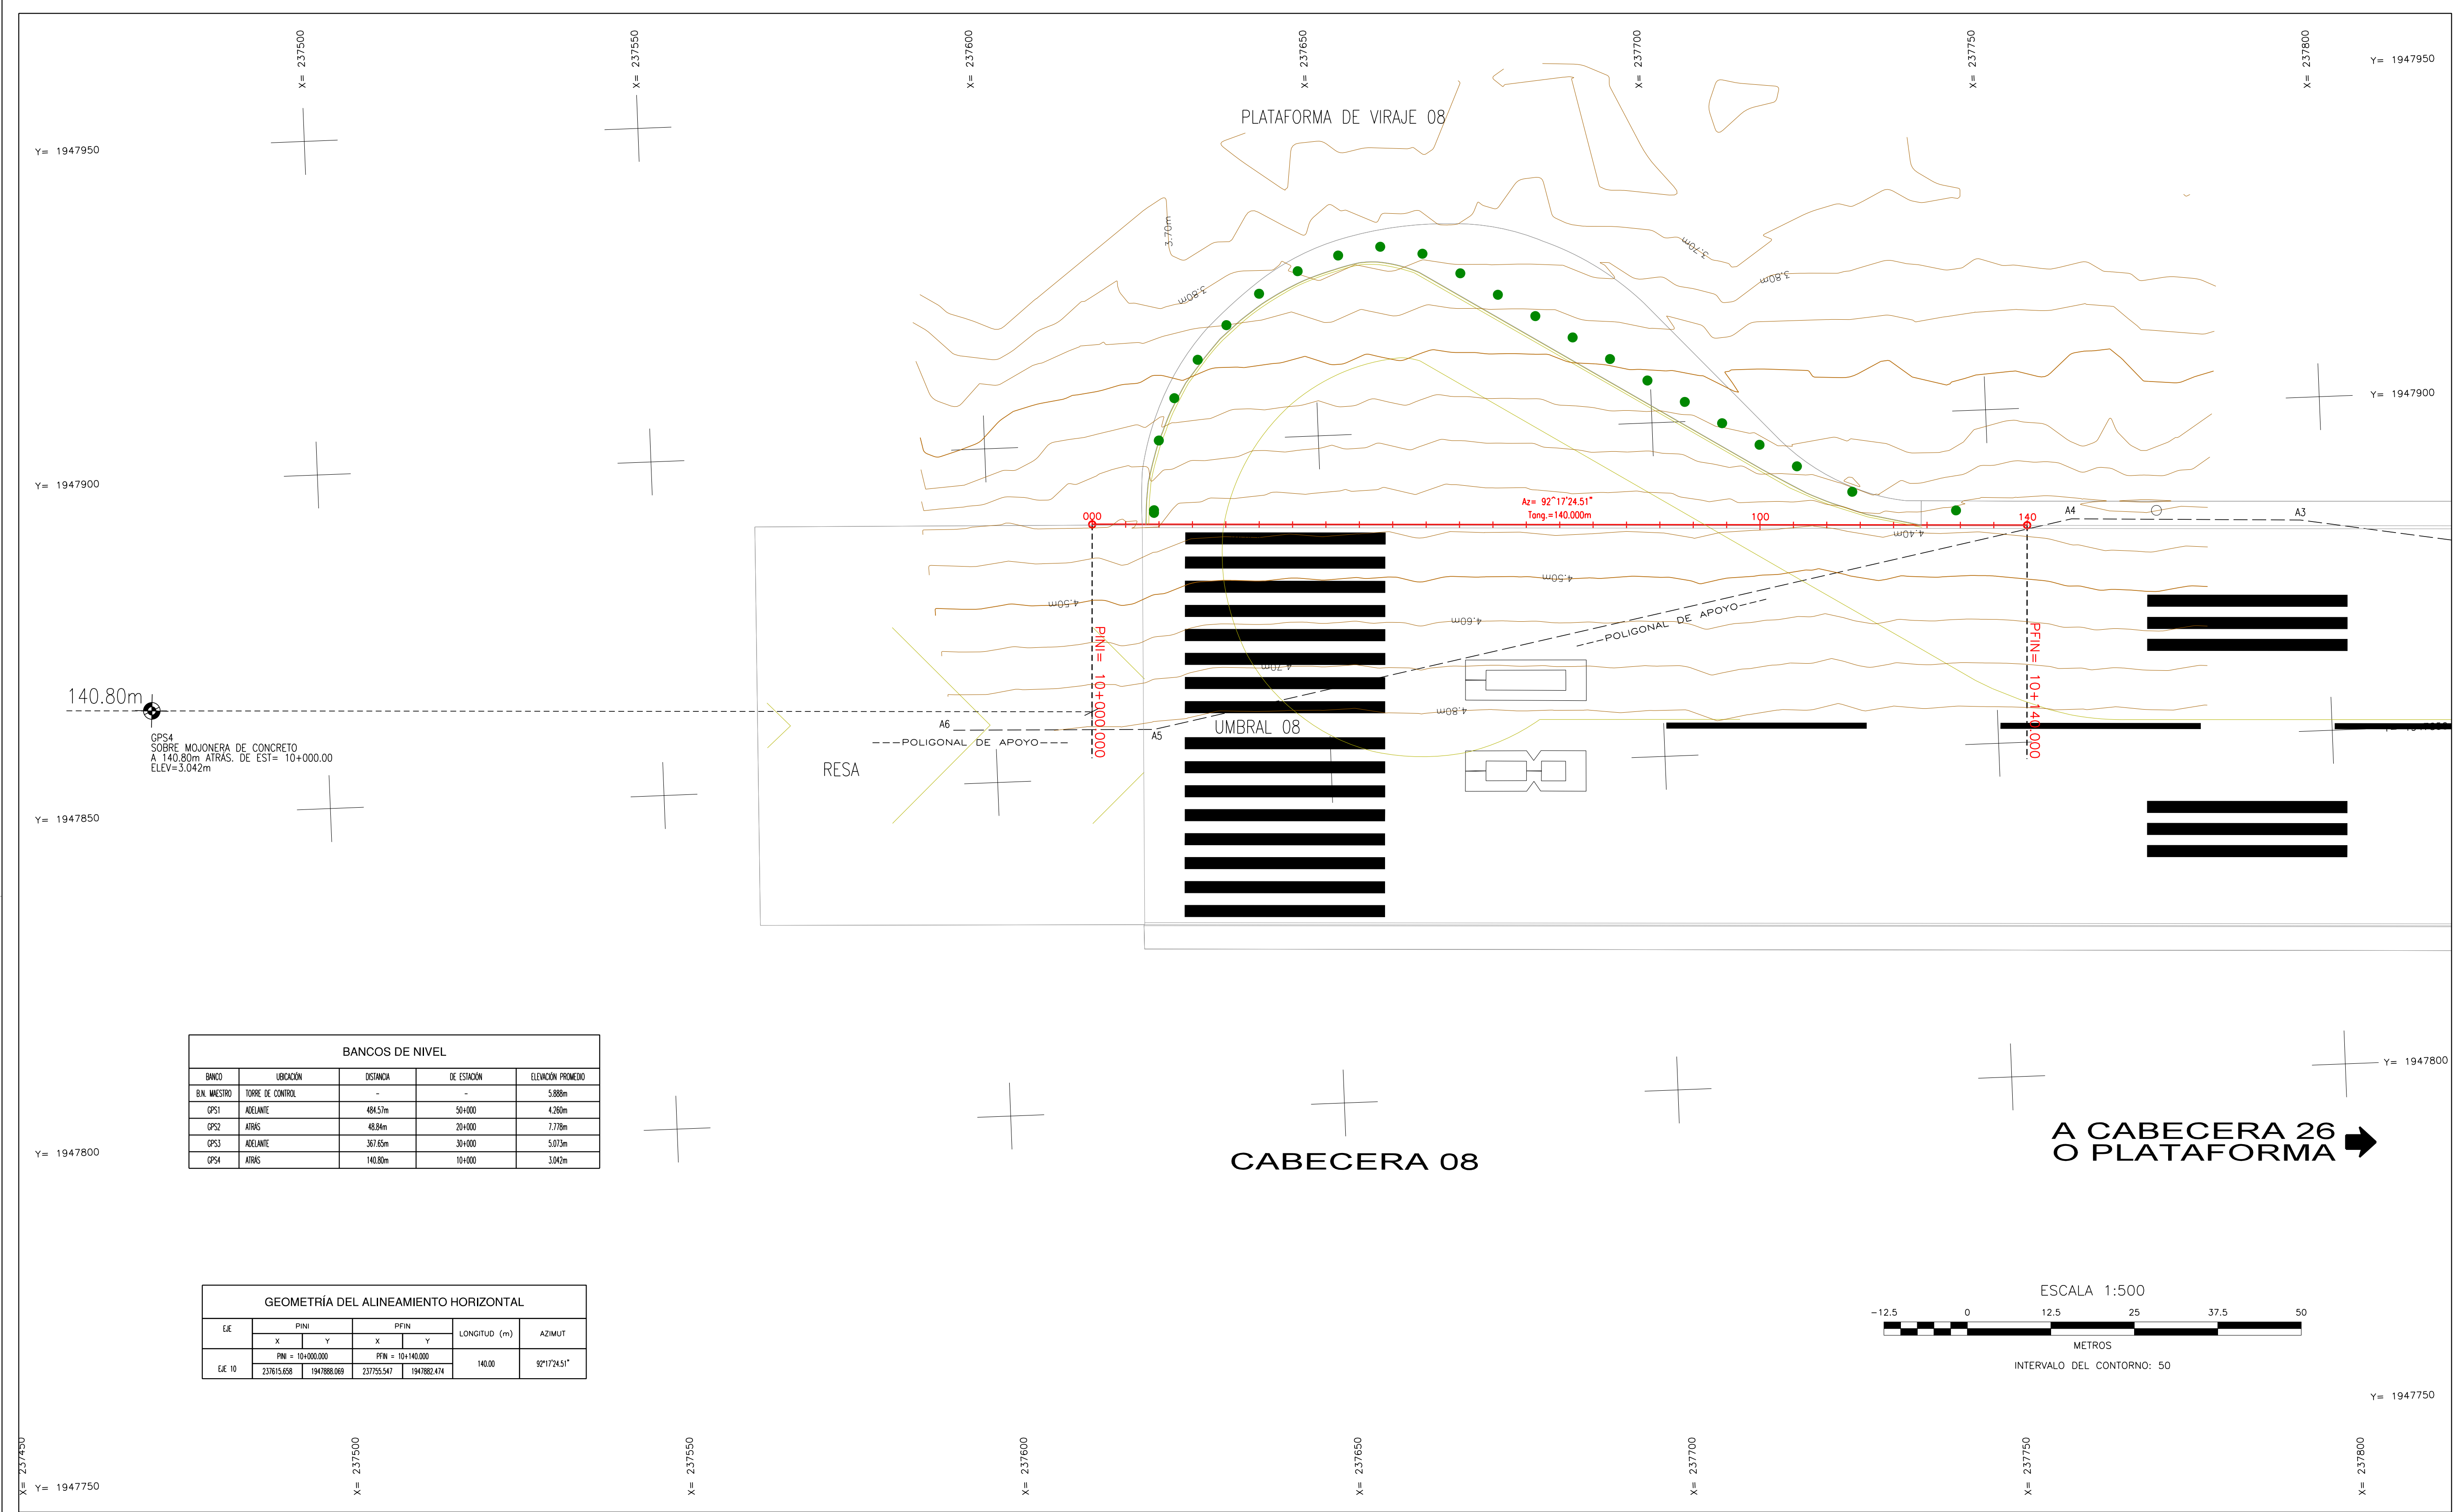 X= 237500
X= 237550
X= 237600
X= 237650
X= 237700
X= 237750
X= 237800
Y= 1947950
Y= 1947950
PLATAFORMA DE VIRAJE 08
3.70m
3.70m
3.80m
3.80m
Y= 1947900
Y= 1947900
Az= 92°17'24.51"
Tang.=140.000m
000
100
140
A4
A3
4.40m
4.50m
4.50m
4.60m
4.70m
4.80m
POLIGONAL DE APOYO
PINI= 10+000.000
PFIN= 10+140.000
140.80m
GPS4
SOBRE MOJONERA DE CONCRETO
A 140.80m ATRÁS. DE EST= 10+000.00
ELEV=3.042m
A6
A5
POLIGONAL DE APOYO
UMBRAL 08
RESA
Y= 1947850
Y= 1947850
BANCOS DE NIVEL
BANCO UBICACIÓN DISTANCIA DE ESTACIÓN ELEVACIÓN PROMEDIO
B.N. MAESTRO TORRE DE CONTROL - - 5.888m
GPS1 ADELANTE 484.57m 50+000 4.260m
GPS2 ATRÁS 48.84m 20+000 7.778m
GPS3 ADELANTE 367.65m 30+000 5.073m
GPS4 ATRÁS 140.80m 10+000 3.042m
Y= 1947800
Y= 1947800
CABECERA 08
A CABECERA 26
O PLATAFORMA
GEOMETRÍA DEL ALINEAMIENTO HORIZONTAL
EJE PINI PFIN LONGITUD (m) AZIMUT
X Y X Y
PINI = 10+000.000 PFIN = 10+140.000
EJE 10 237615.658 1947888.069 237755.547 1947882.474 140.00 92°17'24.51"
ESCALA 1:500
-12.5 0 12.5 25 37.5 50
METROS
INTERVALO DEL CONTORNO: 50
Y= 1947750
Y= 1947750
X= 237450
X= 237500
X= 237550
X= 237600
X= 237650
X= 237700
X= 237750
X= 237800